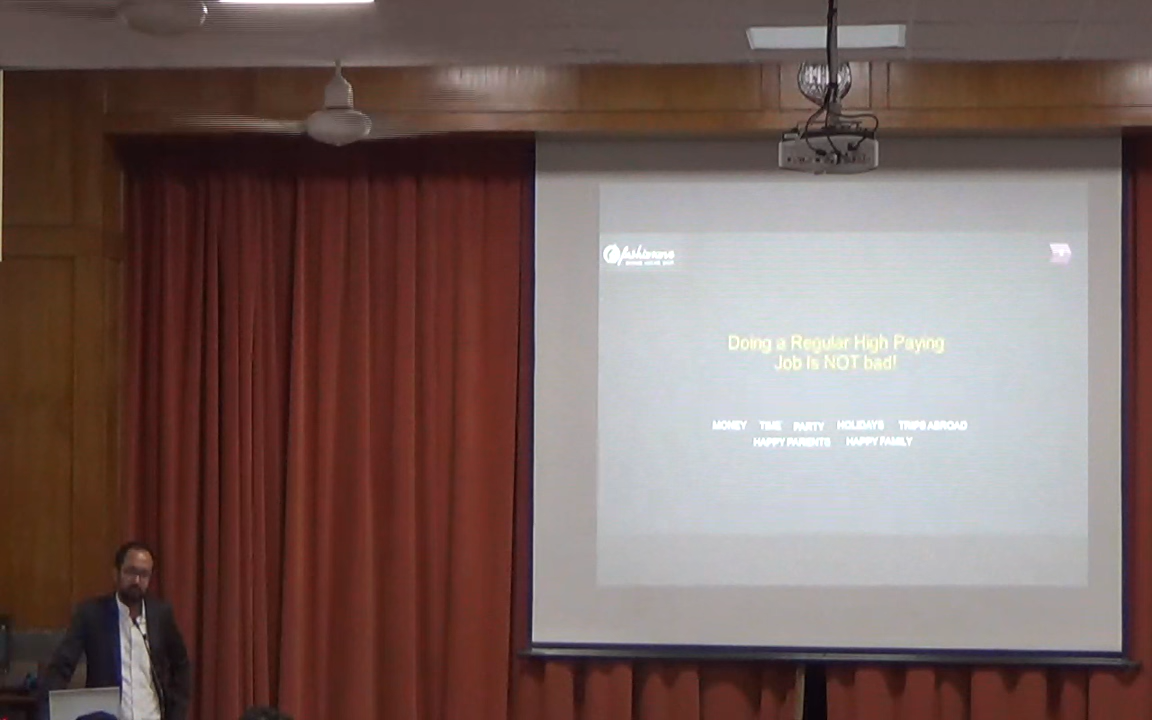 Doing a Regular High Paying
Job is NOT bad!
MONEY TIME PARTY HOLIDAYS TRIPS ABROAD
HAPPY PARENTS HAPPY FAMILY